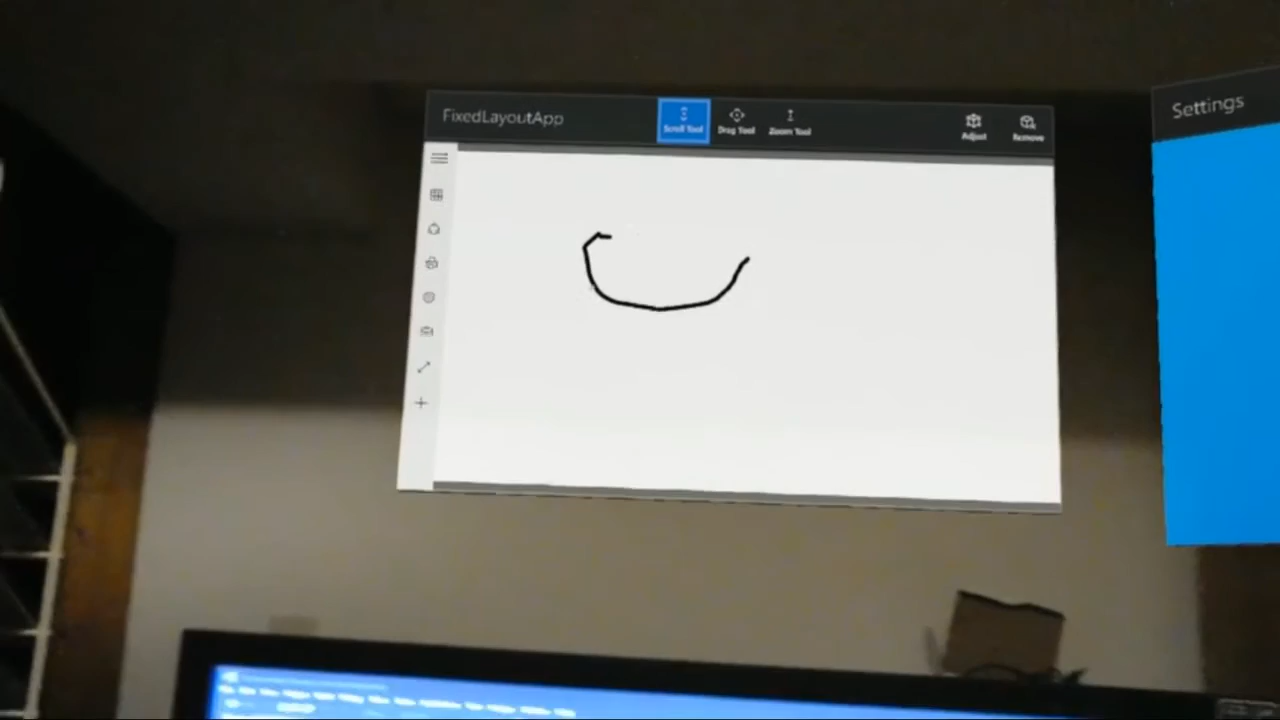 FixedLayoutApp
Scroll Tool
Drag Tool
Zoom Tool
Adjust
Remove
Settings